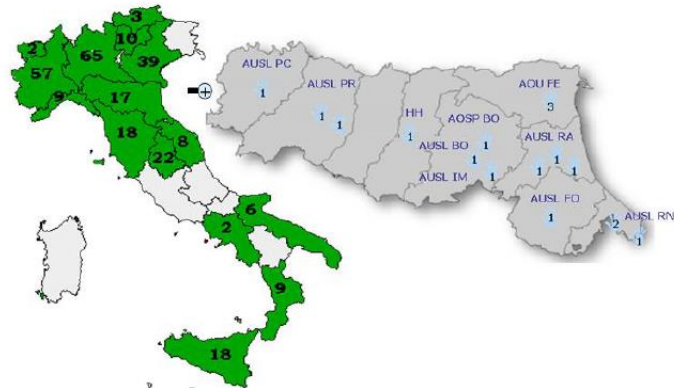 3
10
2
65
39
57
9
17
18
8
22
6
2
9
18
AUSL PC
1
AUSL PR
1
1
HH
1
AOSP BO
1
AUSL BO
1
AUSL IM
1
AOU FE
3
AUSL RA
1
1
1
AUSL FO
1
AUSL RN
2
1